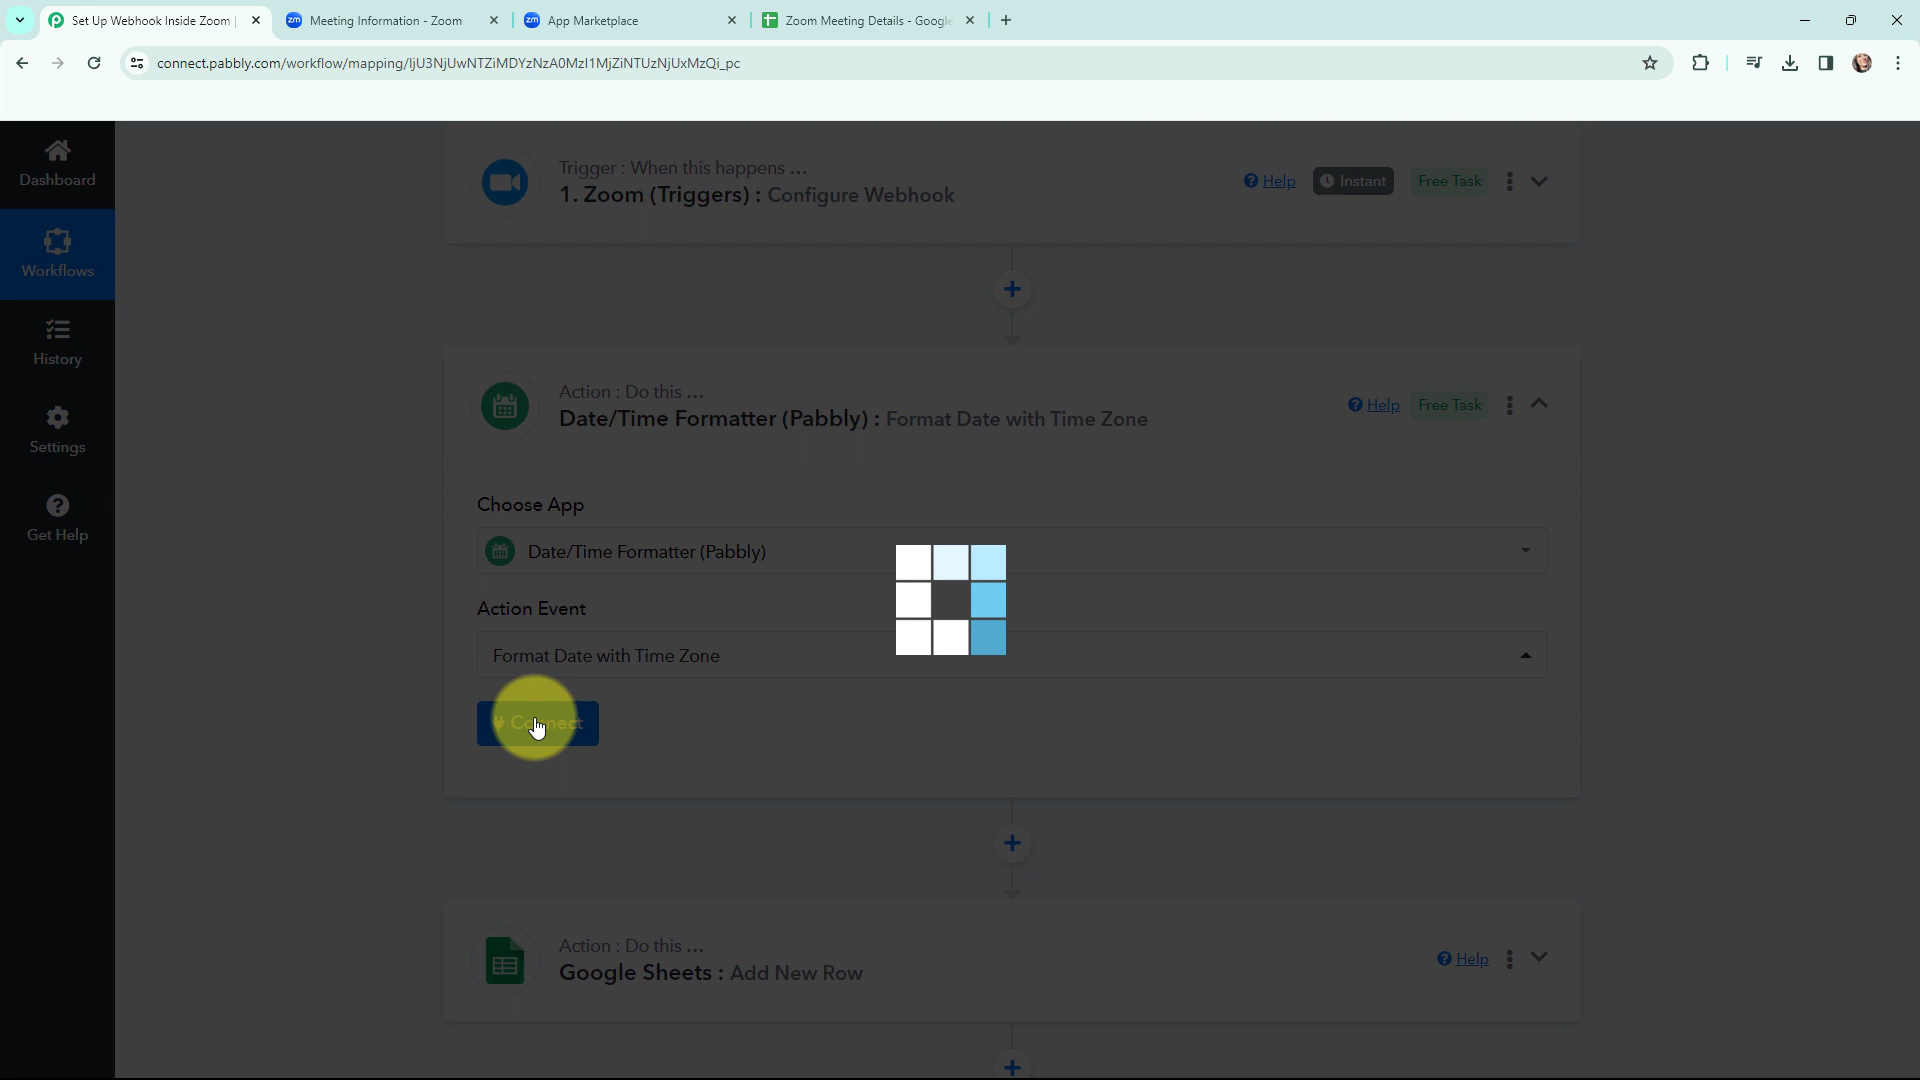 Set Up Webhook Inside Zoom
zm Meeting Information - Zoom
zm App Marketplace
Zoom Meeting Details - Google
connect.pabbly.com/workflow/mapping/IjU3NjUwNTZiMDYzNzA0MzI1MjZiNTUzNjUxMzQi_pc
Dashboard
Workflows
History
Settings
Get Help
Trigger : When this happens ...
1. Zoom (Triggers) : Configure Webhook
Help
Instant
Free Task
Action : Do this ...
Date/Time Formatter (Pabbly) : Format Date with Time Zone
Help
Free Task
Choose App
Date/Time Formatter (Pabbly)
Action Event
Format Date with Time Zone
Connect
Action : Do this ...
Google Sheets : Add New Row
Help